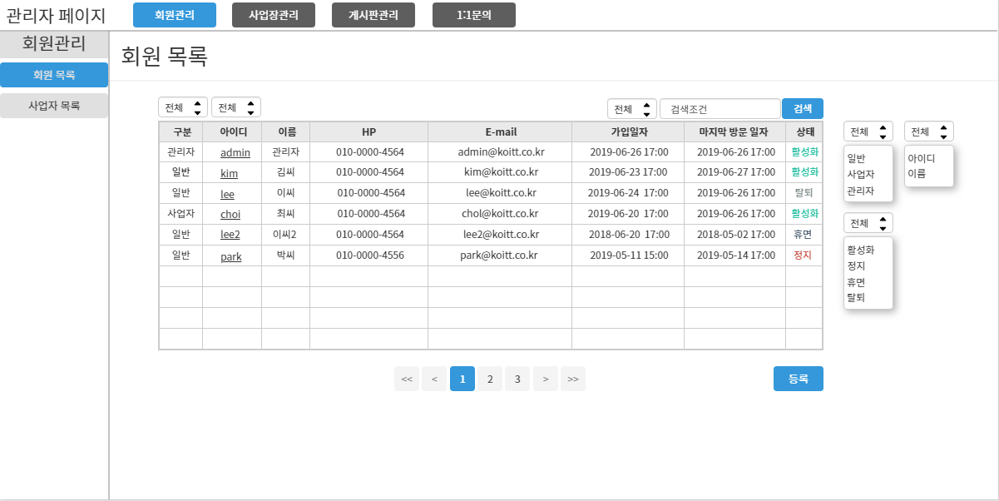 관리자 페이지 회원관리 사업장관리 게시판관리 1:1문의
회원관리
회원 목록
회원 목록
사업자 목록
전체 전체 전체 검색조건 검색
구분 아이디 이름 HP E-mail 가입일자 마지막 방문 일자 상태
관리자 admin 관리자 010-0000-4564 admin@koitt.co.kr 2019-06-26 17:00 2019-06-26 17:00 활성화
일반 kim 김씨 010-0000-4564 kim@koitt.co.kr 2019-06-23 17:00 2019-06-27 17:00 활성화
일반 lee 이씨 010-0000-4564 lee@koitt.co.kr 2019-06-24 17:00 2019-06-26 17:00 탈퇴
사업자 choi 최씨 010-0000-4564 chol@koitt.co.kr 2019-06-20 17:00 2019-06-26 17:00 활성화
일반 lee2 이씨2 010-0000-4564 lee2@koitt.co.kr 2018-06-20 17:00 2018-05-02 17:00 휴면
일반 park 박씨 010-0000-4556 park@koitt.co.kr 2019-05-11 15:00 2019-05-14 17:00 정지
<< < 1 2 3 > >> 등록
전체
일반
사업자
관리자
전체
아이디
이름
전체
활성화
정지
휴면
탈퇴